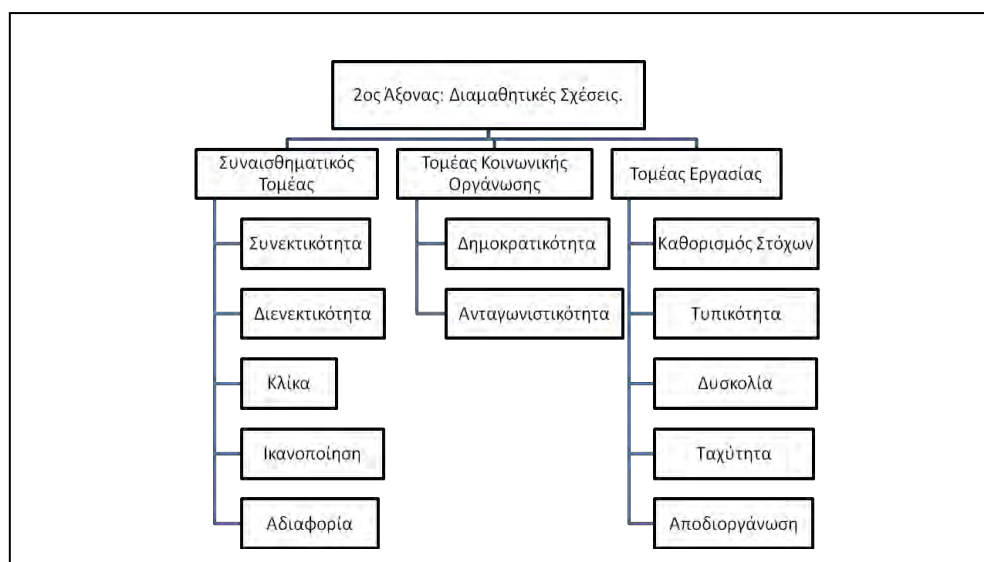 2ος Άξονας: Διαμαθητικές Σχέσεις.
Συναισθηματικός
Τομέας
Συνεκτικότητα
Διενεκτικότητα
Κλίκα
Ικανοποίηση
Αδιαφορία
Τομέας Κοινωνικής
Οργάνωσης
Δημοκρατικότητα
Ανταγωνιστικότητα
Τομέας Εργασίας
Καθορισμός Στόχων
Τυπικότητα
Δυσκολία
Ταχύτητα
Αποδιοργάνωση